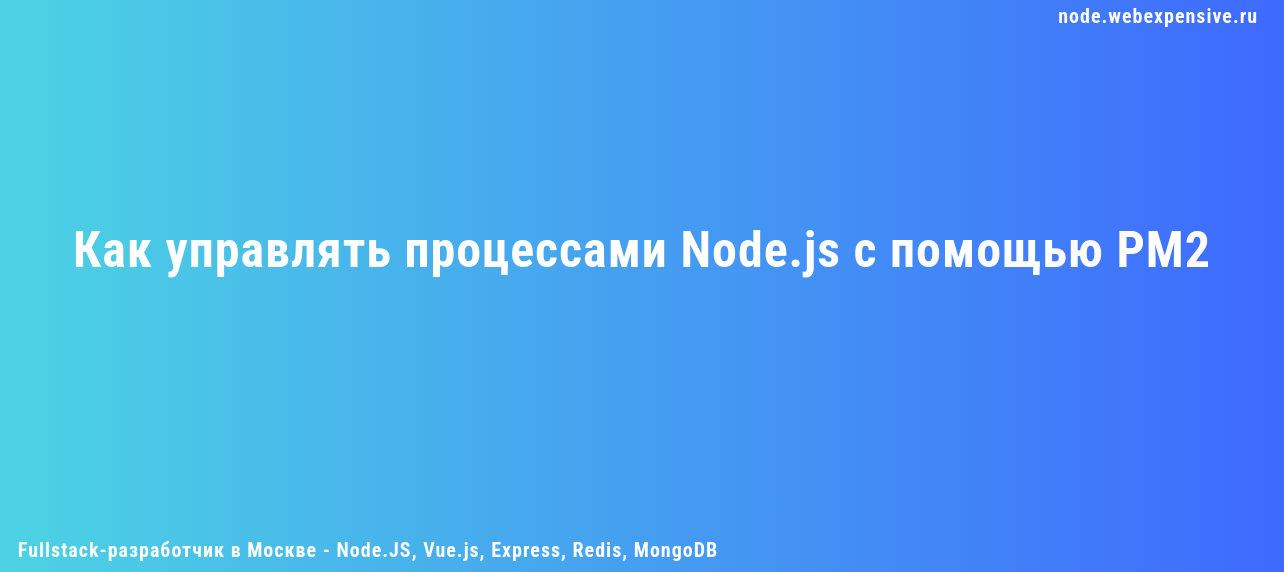 node.webexpensive.ru
Как управлять процессами Node.js с помощью PM2
Fullstack-разработчик в Москве - Node.JS, Vue.js, Express, Redis, MongoDB